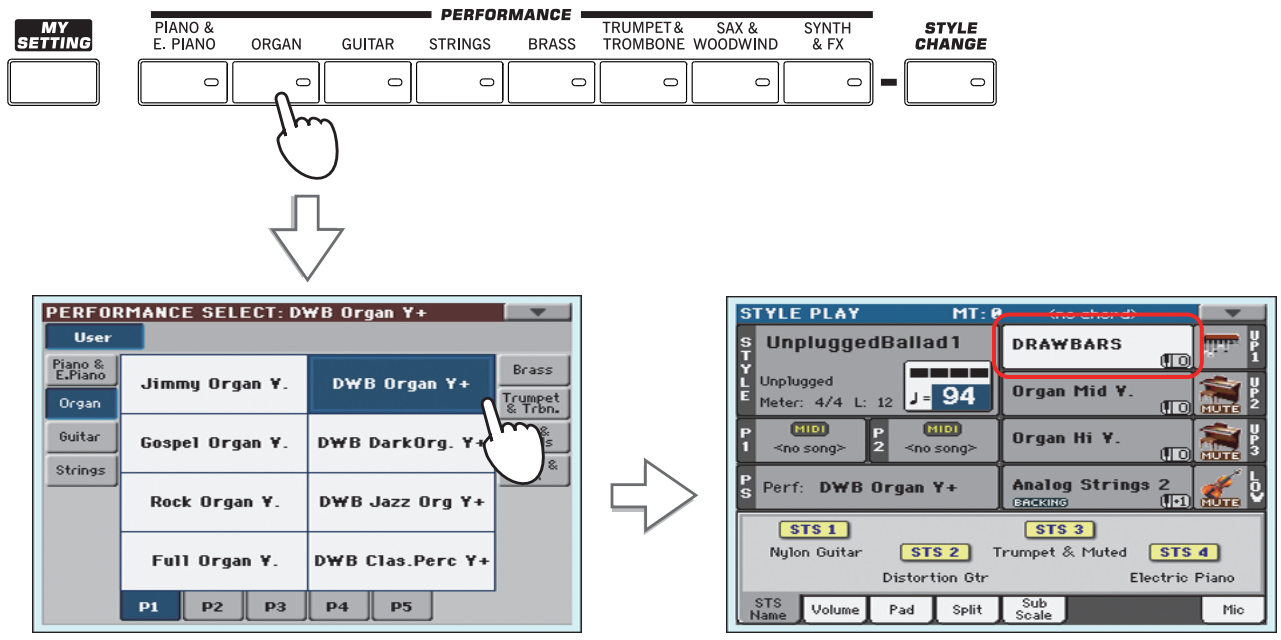 PERFORMANCE
MY
SETTING
PIANO &
E. PIANO
ORGAN
GUITAR
STRINGS
BRASS
TRUMPET &
TROMBONE
SAX &
WOODWIND
SYNTH
& FX
STYLE
CHANGE
PERFORMANCE SELECT: DWB Organ Y+
User
Piano &
E.Piano
Organ
Guitar
Strings
Jimmy Organ Y.
DWB Organ Y+
Gospel Organ Y.
DWB DarkOrg. Y+
Rock Organ Y.
DWB Jazz Org Y+
Full Organ Y.
DWB Clas.Perc Y+
Brass
Trumpet
& Trbn.
&
s
&
P1 P2 P3 P4 P5
STYLE PLAY MT: 0 <no chord>
STYLE
UnpluggedBallad1
Unplugged
Meter: 4/4 L: 12
♩= 94
DRAWBARS
0
UP1
Organ Mid Y.
0
MUTE
UP2
P1
MIDI
<no song>
P2
MIDI
<no song>
Organ Hi Y.
0
MUTE
UP3
PS
Perf: DWB Organ Y+
Analog Strings 2
BACKING
+1
MUTE
LOW
STS 1
Nylon Guitar
STS 2
Distortion Gtr
STS 3
Trumpet & Muted
STS 4
Electric Piano
STS
Name
Volume
Pad
Split
Sub
Scale
Mic